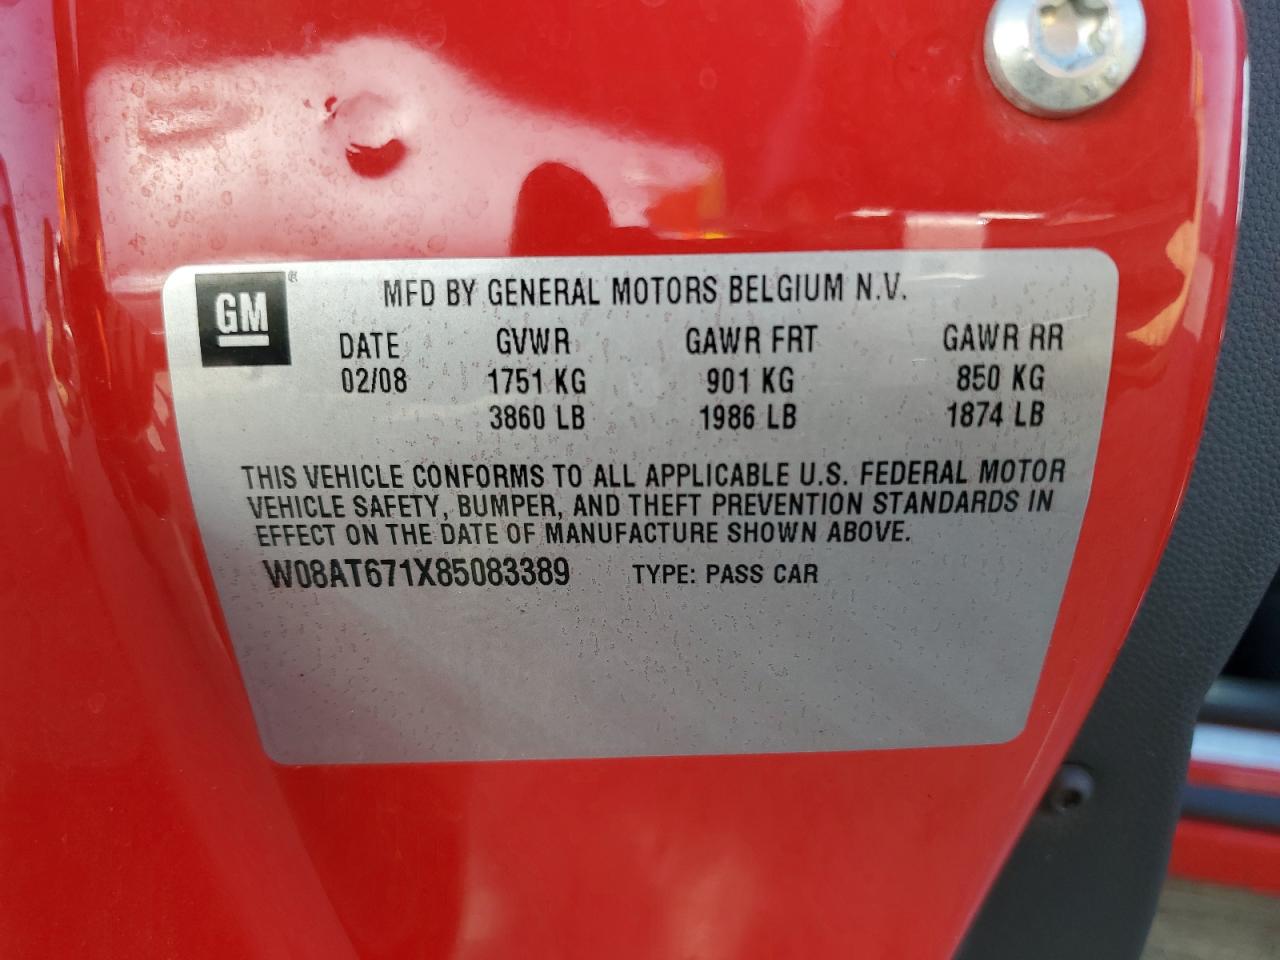 GM® MFD BY GENERAL MOTORS BELGIUM N.V.
DATE GVWR GAWR FRT GAWR RR
02/08 1751 KG 901 KG 850 KG
3860 LB 1986 LB 1874 LB
THIS VEHICLE CONFORMS TO ALL APPLICABLE U.S. FEDERAL MOTOR
VEHICLE SAFETY, BUMPER, AND THEFT PREVENTION STANDARDS IN
EFFECT ON THE DATE OF MANUFACTURE SHOWN ABOVE.
W08AT671X85083389 TYPE: PASS CAR